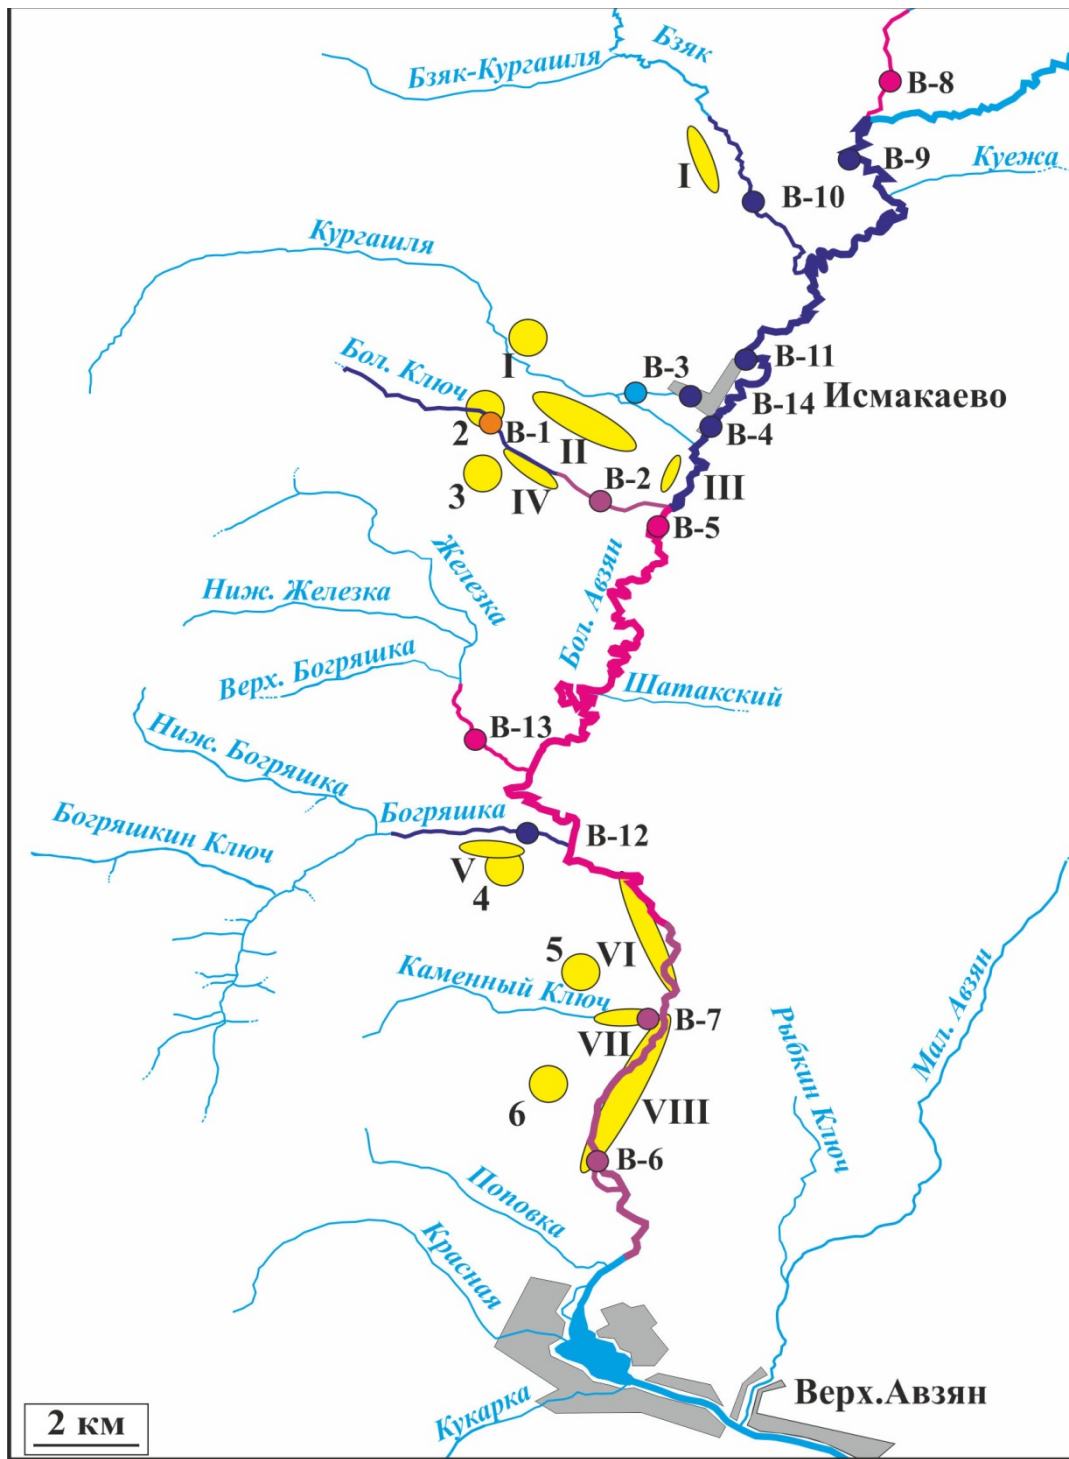 Бзяк
Бзяк-Кургашля
В-8
В-9
Куежа
I
В-10
Кургашля
Бол. Ключ
I
В-3
В-11
Исмакаево
В-14
2
В-1
В-4
II
3
IV
В-2
III
В-5
Железка
Бол. Авзян
Ниж. Железка
Верх. Богряшка
Шатакский
Ниж. Богряшка
В-13
Богряшкин Ключ
Богряшка
В-12
V
4
5
VI
Каменный Ключ
В-7
VII
Рыбкин Ключ
Мал. Авзян
6
VIII
В-6
Поповка
Красная
Верх.Авзян
Кукарка
2 км